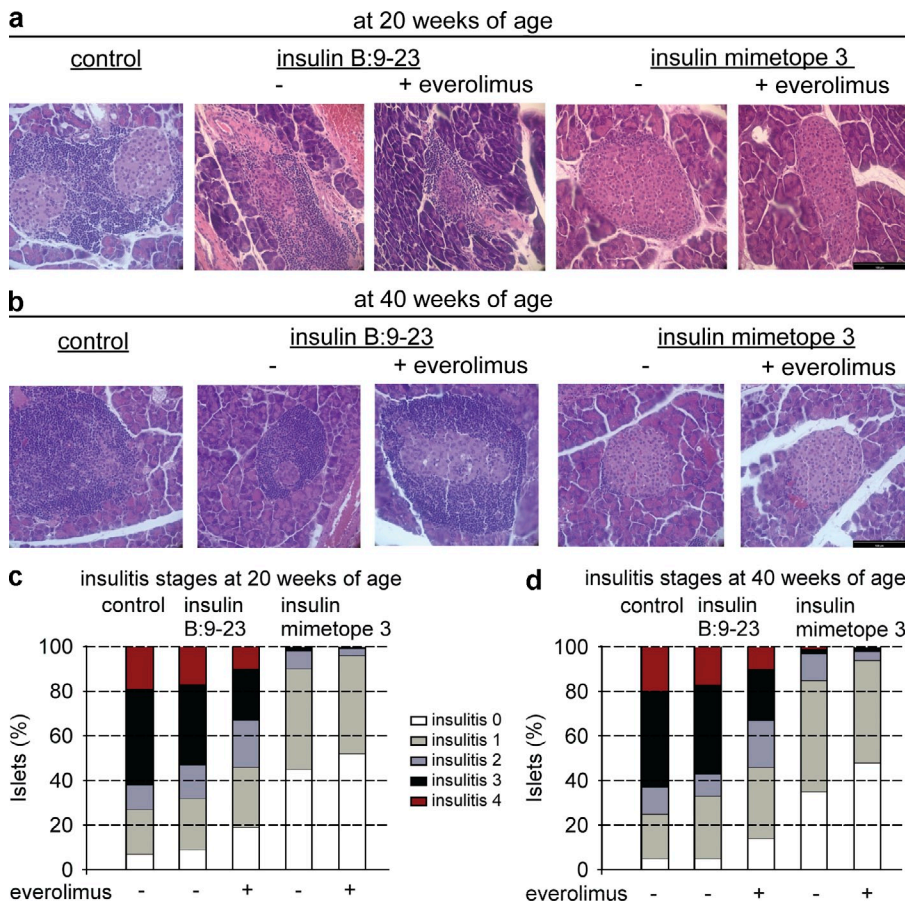 a
at 20 weeks of age
control insulin B:9-23 insulin mimetope 3
- + everolimus - + everolimus
b
at 40 weeks of age
control insulin B:9-23 insulin mimetope 3
- + everolimus - + everolimus
c
insulitis stages at 20 weeks of age
control insulin insulin
B:9-23 mimetope 3
100
80
60
40
20
0
Islets (%)
everolimus - - + - +
insulitis 0
insulitis 1
insulitis 2
insulitis 3
insulitis 4
d
insulitis stages at 40 weeks of age
control insulin insulin
B:9-23 mimetope 3
100
80
60
40
20
0
Islets (%)
everolimus - - + - +